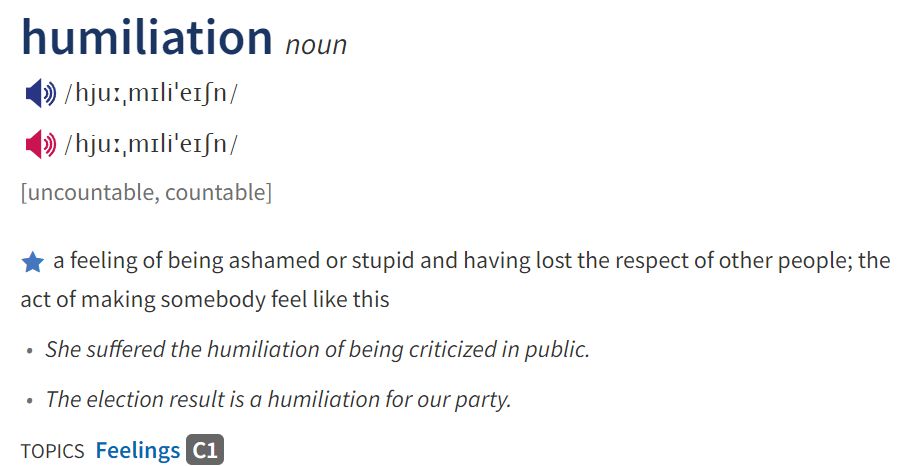 humiliation noun
/hjuːˌmɪliˈeɪʃn/
/hjuːˌmɪliˈeɪʃn/
[uncountable, countable]
a feeling of being ashamed or stupid and having lost the respect of other people; the
act of making somebody feel like this
• She suffered the humiliation of being criticized in public.
• The election result is a humiliation for our party.
TOPICS Feelings C1